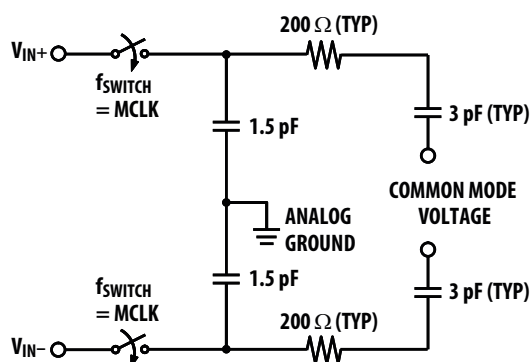 200 Ω (TYP)
VIN+
fSWITCH
= MCLK
1.5 pF
3 pF (TYP)
COMMON MODE
VOLTAGE
ANALOG
GROUND
fSWITCH
= MCLK
1.5 pF
3 pF (TYP)
200 Ω (TYP)
VIN−